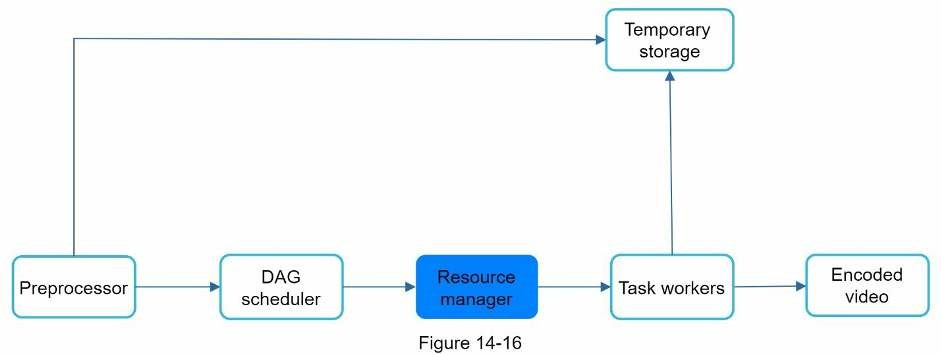 Temporary
storage
Preprocessor
DAG
scheduler
Resource
manager
Task workers
Encoded
video
Figure 14-16